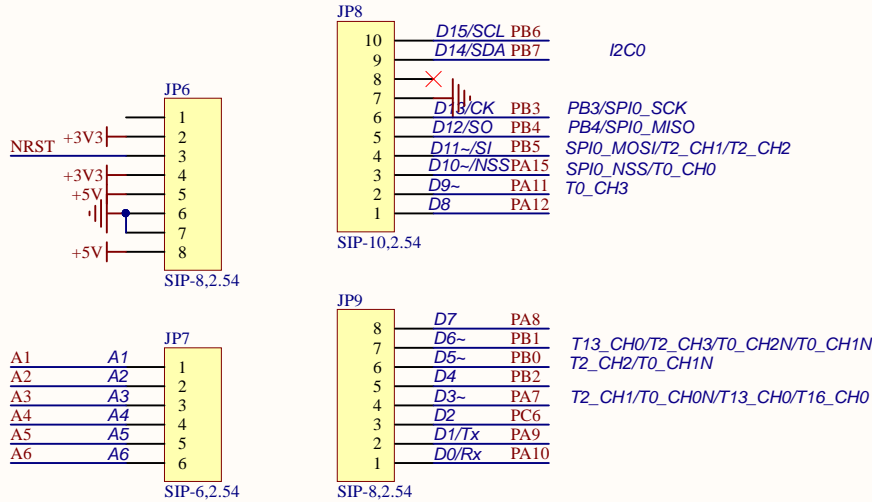 JP8
10 D15/SCL PB6
9 D14/SDA PB7 I2C0
8
7
6 D13/CK PB3 PB3/SPI0_SCK
5 D12/SO PB4 PB4/SPI0_MISO
4 D11~/SI PB5 SPI0_MOSI/T2_CH1/T2_CH2
3 D10~/NSS PA15 SPI0_NSS/T0_CH0
2 D9~ PA11 T0_CH3
1 D8 PA12
SIP-10,2.54
JP6
1
+3V3 2
NRST 3
+3V3 4
+5V 5
6
7
+5V 8
SIP-8,2.54
JP7
A1 A1 1
A2 A2 2
A3 A3 3
A4 A4 4
A5 A5 5
A6 A6 6
SIP-6,2.54
JP9
8 D7 PA8
7 D6~ PB1 T13_CH0/T2_CH3/T0_CH2N/T0_CH1N
6 D5~ PB0 T2_CH2/T0_CH1N
5 D4 PB2
4 D3~ PA7 T2_CH1/T0_CH0N/T13_CH0/T16_CH0
3 D2 PC6
2 D1/Tx PA9
1 D0/Rx PA10
SIP-8,2.54